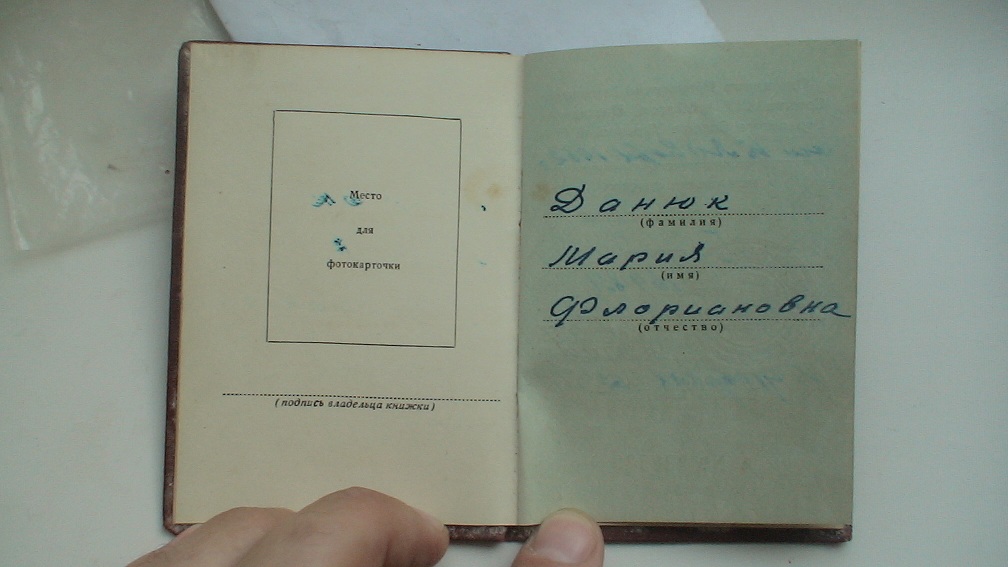 Место
для
фотокарточки
(подпись владельца книжки)
Данюк
(фамилия)
Мария
(имя)
Флориановна
(отчество)